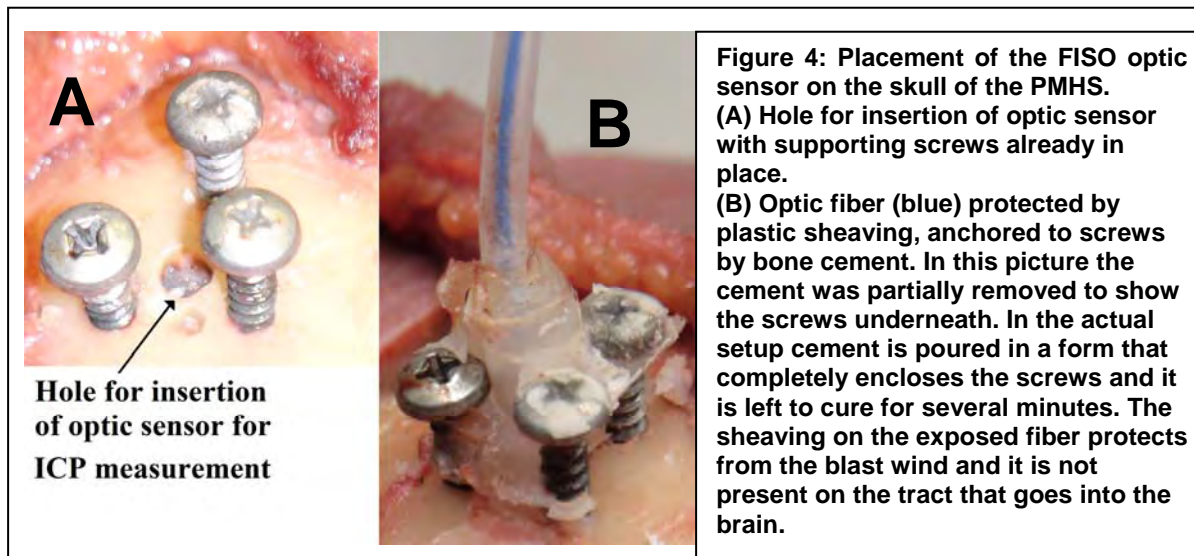 A
B
Hole for insertion
of optic sensor for
ICP measurement
Figure 4: Placement of the FISO optic
sensor on the skull of the PMHS.
(A) Hole for insertion of optic sensor
with supporting screws already in
place.
(B) Optic fiber (blue) protected by
plastic sheaving, anchored to screws
by bone cement. In this picture the
cement was partially removed to show
the screws underneath. In the actual
setup cement is poured in a form that
completely encloses the screws and it
is left to cure for several minutes. The
sheaving on the exposed fiber protects
from the blast wind and it is not
present on the tract that goes into the
brain.